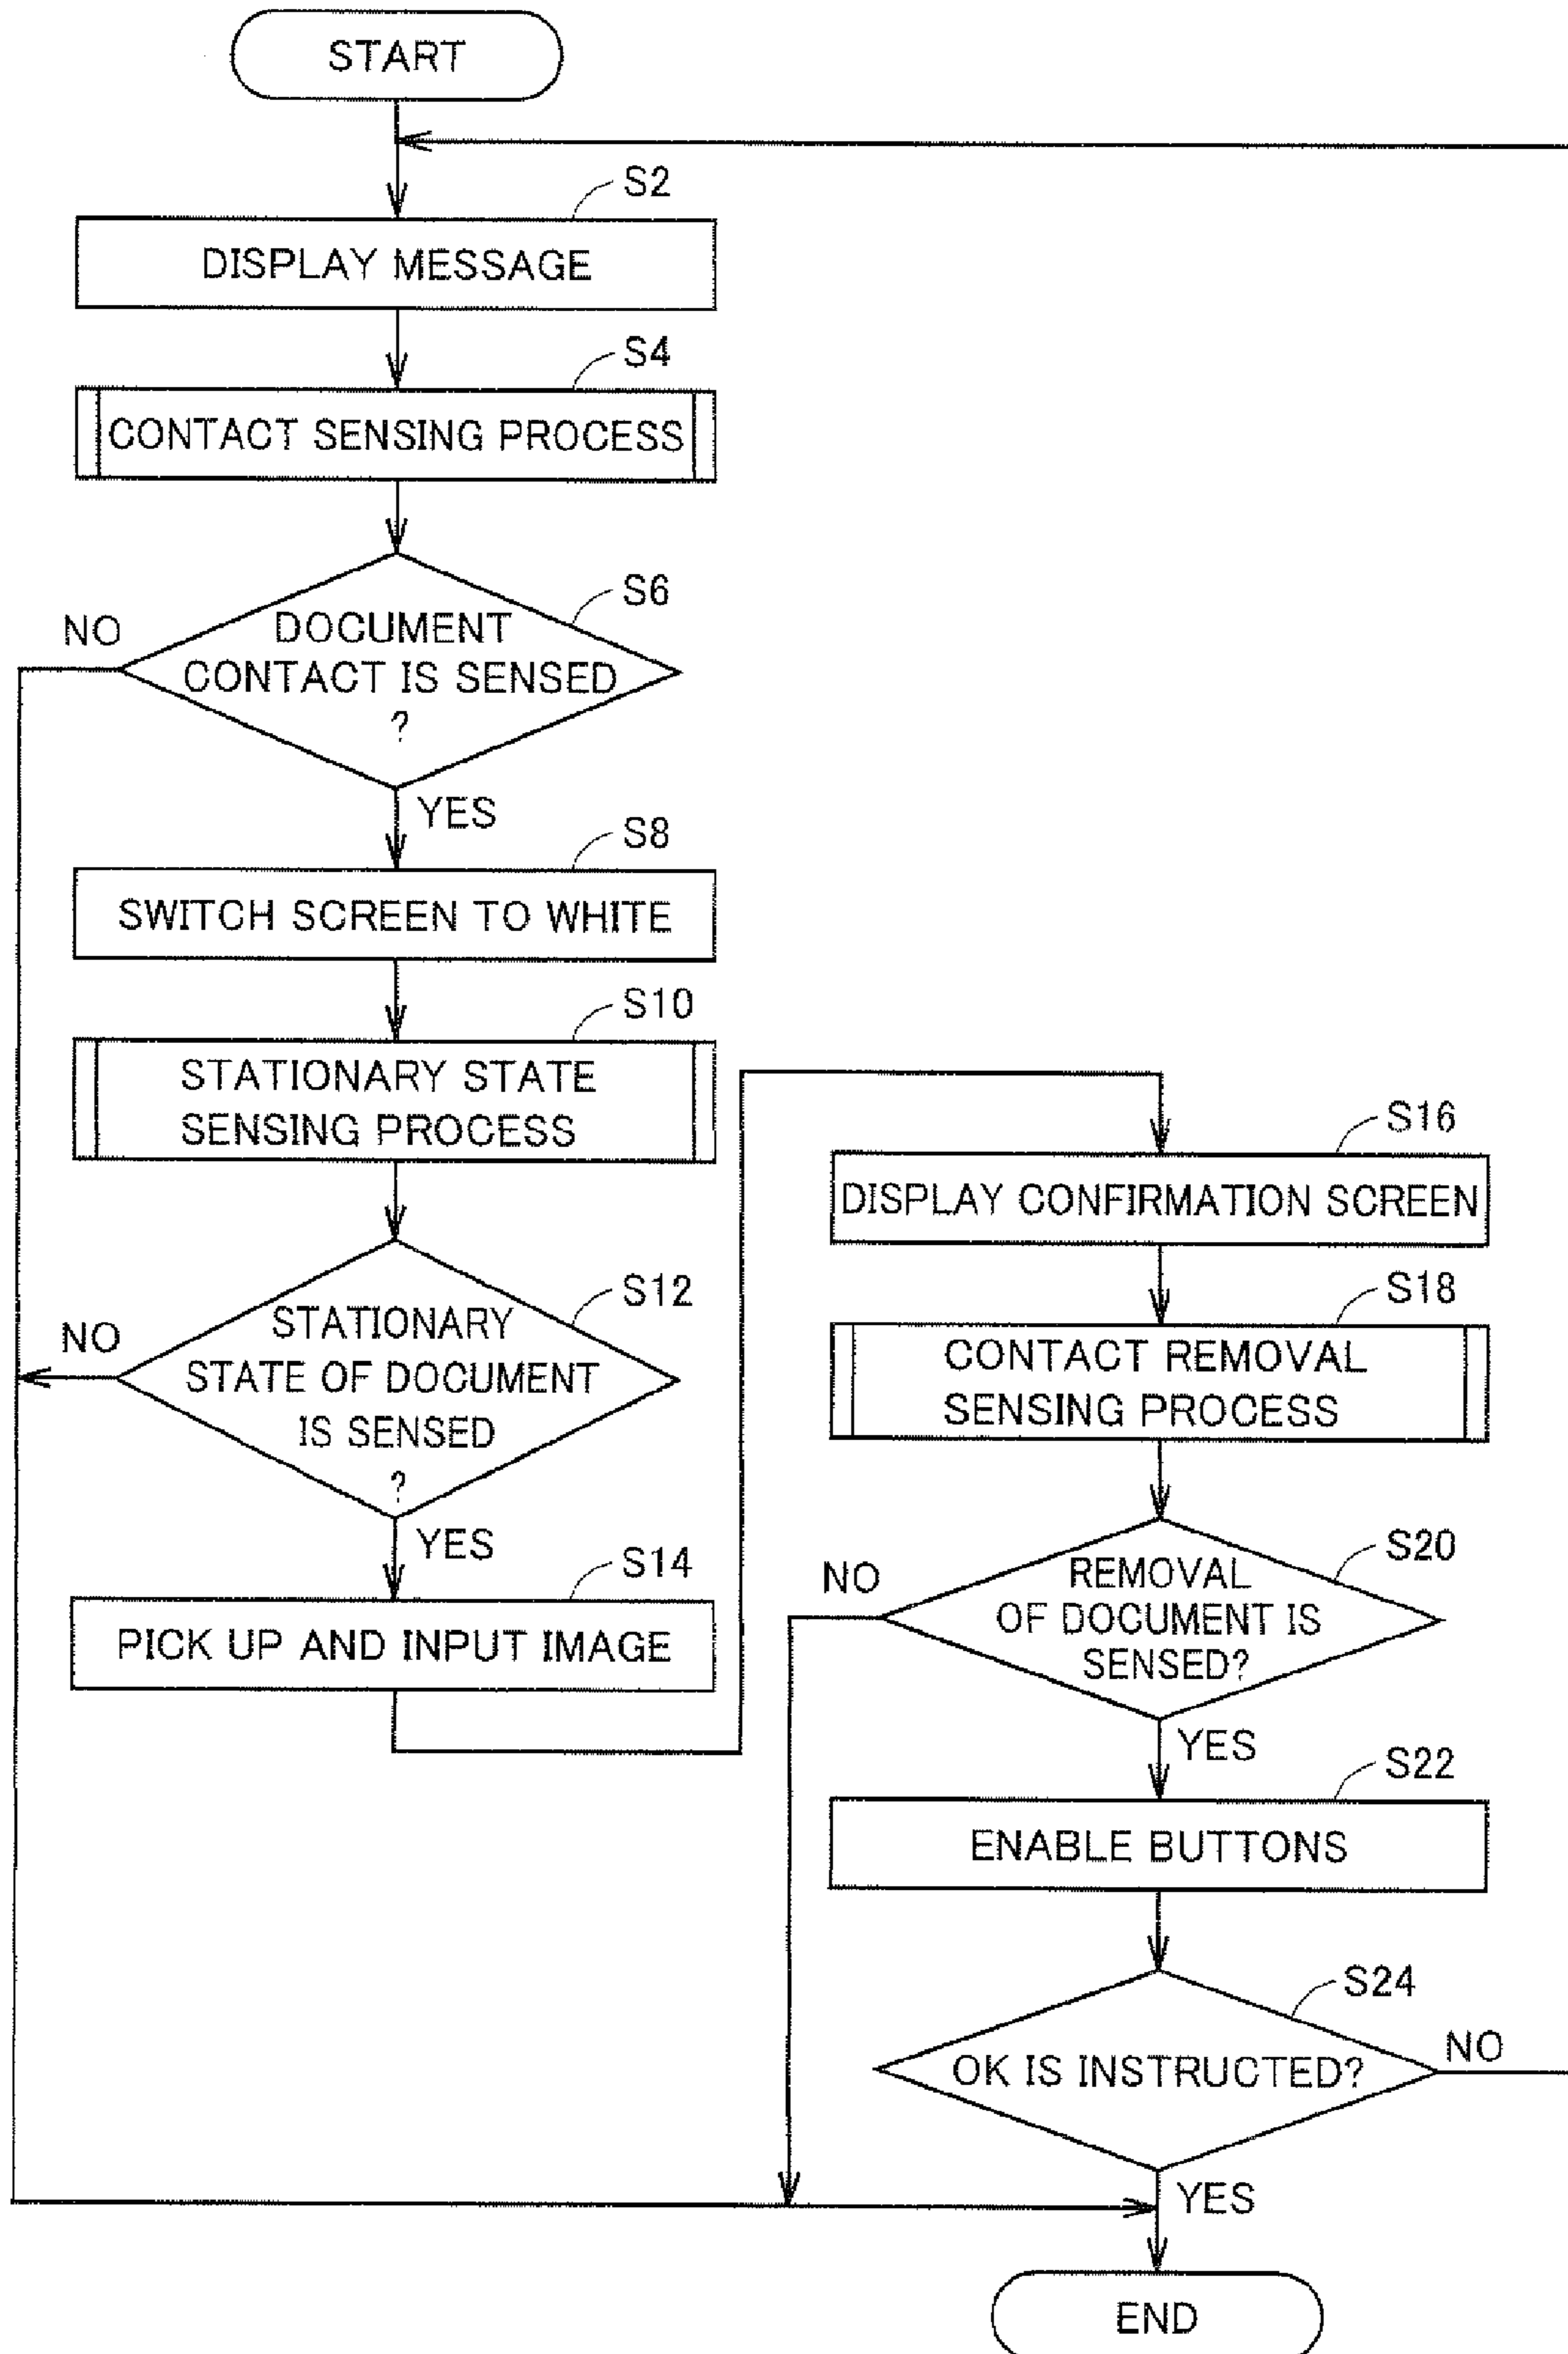 START
S2
DISPLAY MESSAGE
S4
CONTACT SENSING PROCESS
S6
NO
DOCUMENT
CONTACT IS SENSED
?
YES
S8
SWITCH SCREEN TO WHITE
S10
STATIONARY STATE
SENSING PROCESS
S12
NO
STATIONARY
STATE OF DOCUMENT
IS SENSED
?
YES
S14
PICK UP AND INPUT IMAGE
S16
DISPLAY CONFIRMATION SCREEN
S18
CONTACT REMOVAL
SENSING PROCESS
S20
NO
REMOVAL
OF DOCUMENT IS
SENSED?
YES
S22
ENABLE BUTTONS
S24
OK IS INSTRUCTED?
NO
YES
END